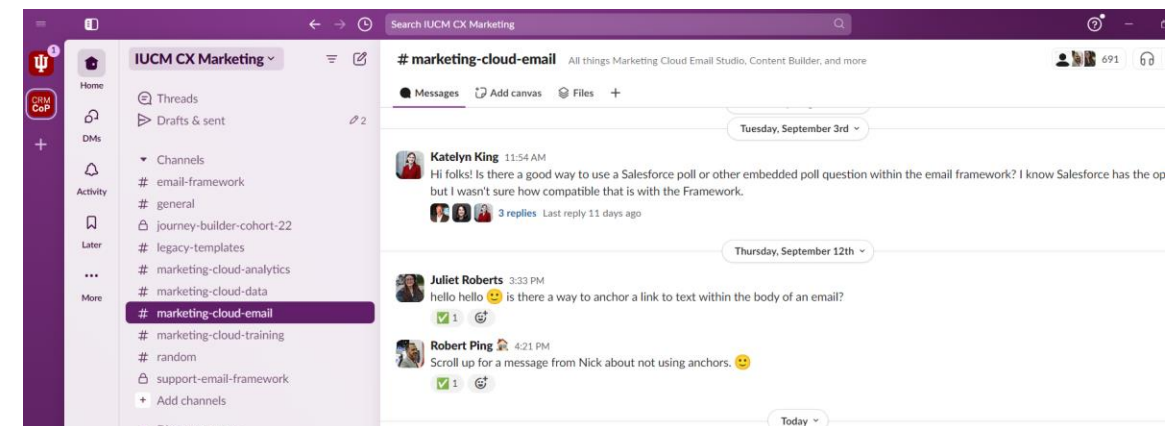 Search IUCM CX Marketing
1
CRM
CoP
Home
DMs
Activity
Later
More
IUCM CX Marketing
Threads
Drafts & sent
2
Channels
# email-framework
# general
journey-builder-cohort-22
# legacy-templates
# marketing-cloud-analytics
# marketing-cloud-data
# marketing-cloud-email
# marketing-cloud-training
# random
support-email-framework
+ Add channels
# marketing-cloud-email All things Marketing Cloud Email Studio, Content Builder, and more
691
Messages Add canvas Files +
Tuesday, September 3rd
Katelyn King 11:54 AM
Hi folks! Is there a good way to use a Salesforce poll or other embedded poll question within the email framework? I know Salesforce has the op
but I wasn't sure how compatible that is with the Framework.
3 replies Last reply 11 days ago
Thursday, September 12th
Juliet Roberts 3:33 PM
hello hello 🙂 is there a way to anchor a link to text within the body of an email?
✅ 1
Robert Ping 4:21 PM
Scroll up for a message from Nick about not using anchors. 🙂
✅ 1
Today